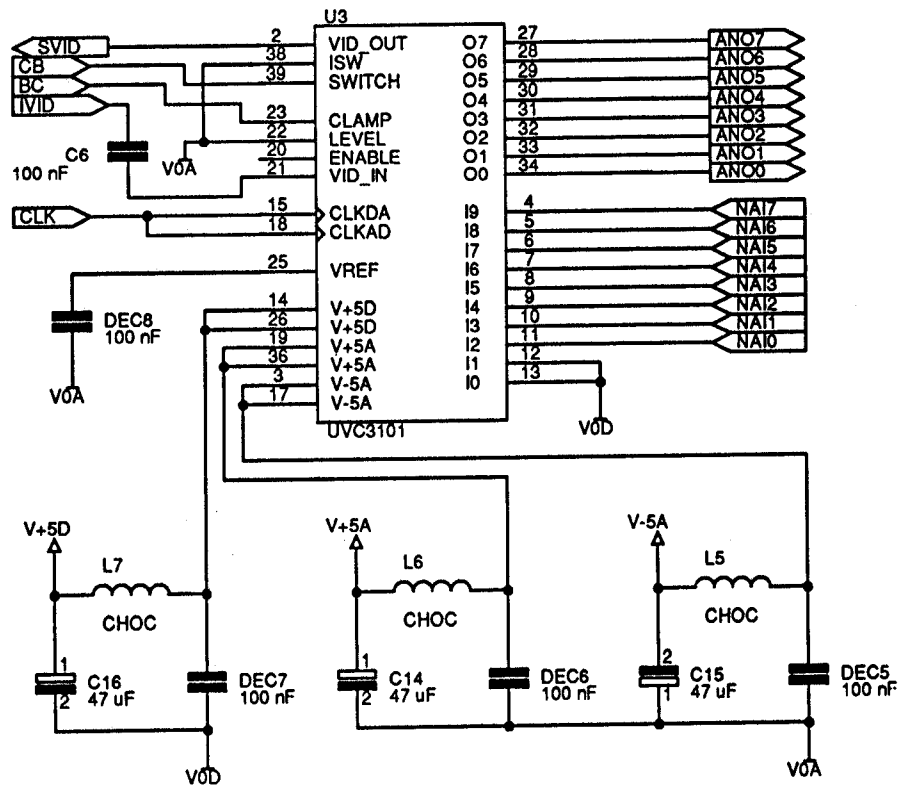 U3
SVID 2 VID_OUT O7 27 ANO7
38 ISW O6 28 ANO6
CB 39 SWITCH O5 29 ANO5
BC O4 30 ANO4
IVID 23 CLAMP O3 31 ANO3
22 LEVEL O2 32 ANO2
C6 100 nF V0A 20 ENABLE O1 33 ANO1
21 VID_IN O0 34 ANO0
CLK 15 CLKDA I9 4 NAI7
18 CLKAD I8 5 NAI6
I7 6 NAI5
25 VREF I6 7 NAI4
I5 8 NAI3
14 V+5D I4 9 NAI2
DEC8 100 nF 26 V+5D I3 10 NAI1
19 V+5A I2 11 NAI0
36 V+5A I1 12
3 V-5A I0 13
V0A 17 V-5A
UVC3101 V0D
V+5D V+5A V-5A
L7 L6 L5
CHOC CHOC CHOC
1 1 2
C16 DEC7 C14 DEC6 C15 DEC5
47 uF 100 nF 47 uF 100 nF 47 uF 100 nF
2 2 1
V0D V0A